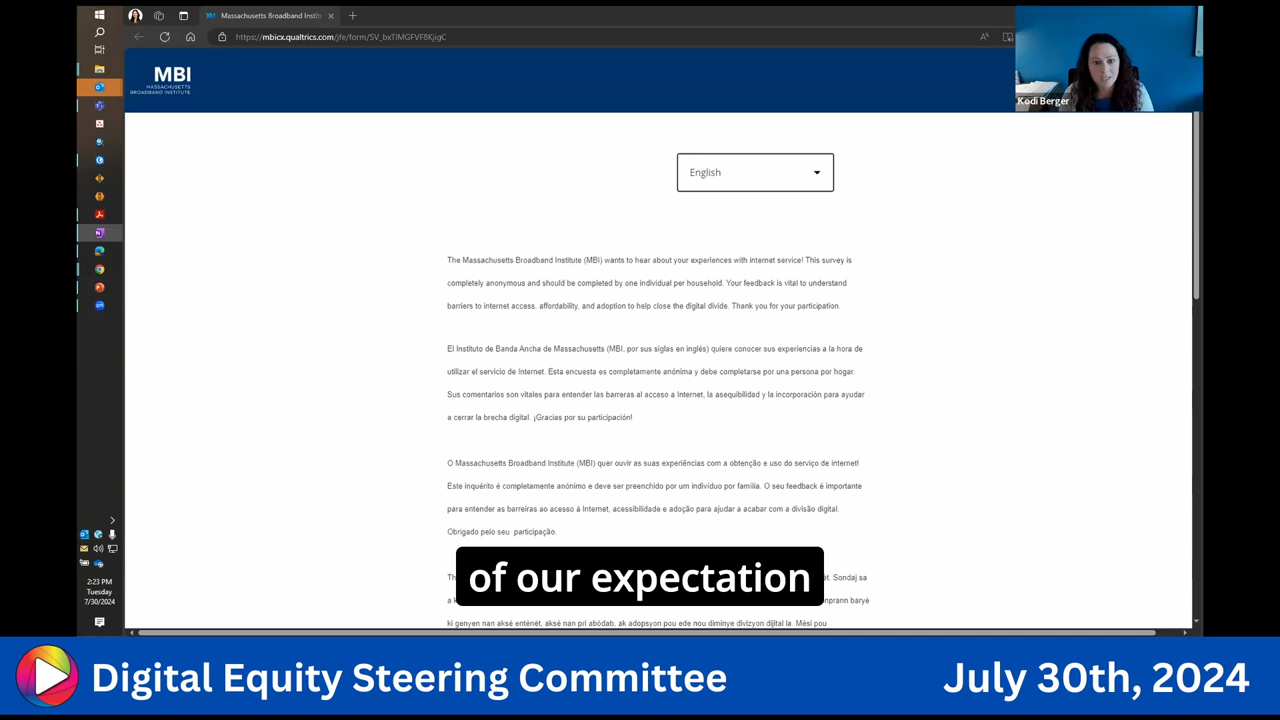 Massachusetts Broadband Instit
https://mbicx.qualtrics.com/jfe/form/SV_bxTlMGFVF8KjigC
MBI
MASSACHUSETTS
BROADBAND INSTITUTE
Kodi Berger
English
The Massachusetts Broadband Institute (MBI) wants to hear about your experiences with internet service! This survey is
completely anonymous and should be completed by one individual per household. Your feedback is vital to understand
barriers to internet access, affordability, and adoption to help close the digital divide. Thank you for your participation.
El Instituto de Banda Ancha de Massachusetts (MBI, por sus siglas en inglés) quiere conocer sus experiencias a la hora de
utilizar el servicio de Internet. Esta encuesta es completamente anónima y debe completarse por una persona por hogar.
Sus comentarios son vitales para entender las barreras al acceso a Internet, la asequibilidad y la incorporación para ayudar
a cerrar la brecha digital. ¡Gracias por su participación!
O Massachusetts Broadband Institute (MBI) quer ouvir as suas experiências com a obtenção e uso do serviço de internet!
Este inquérito é completamente anónimo e deve ser preenchido por um indivíduo por família. O seu feedback é importante
para entender as barreiras ao acesso á Internet, acessibilidade e adoção para ajudar a acabar com a divisão digital.
Obrigado pelo seu participação.
Sondaj sa
ki genyen nan aksè entènèt, aksè nan pri abòdab, ak adopsyon pou ede nou diminye divizyon dijital la. Mèsi pou
of our expectation
2:23 PM
Tuesday
7/30/2024
Digital Equity Steering Committee
July 30th, 2024